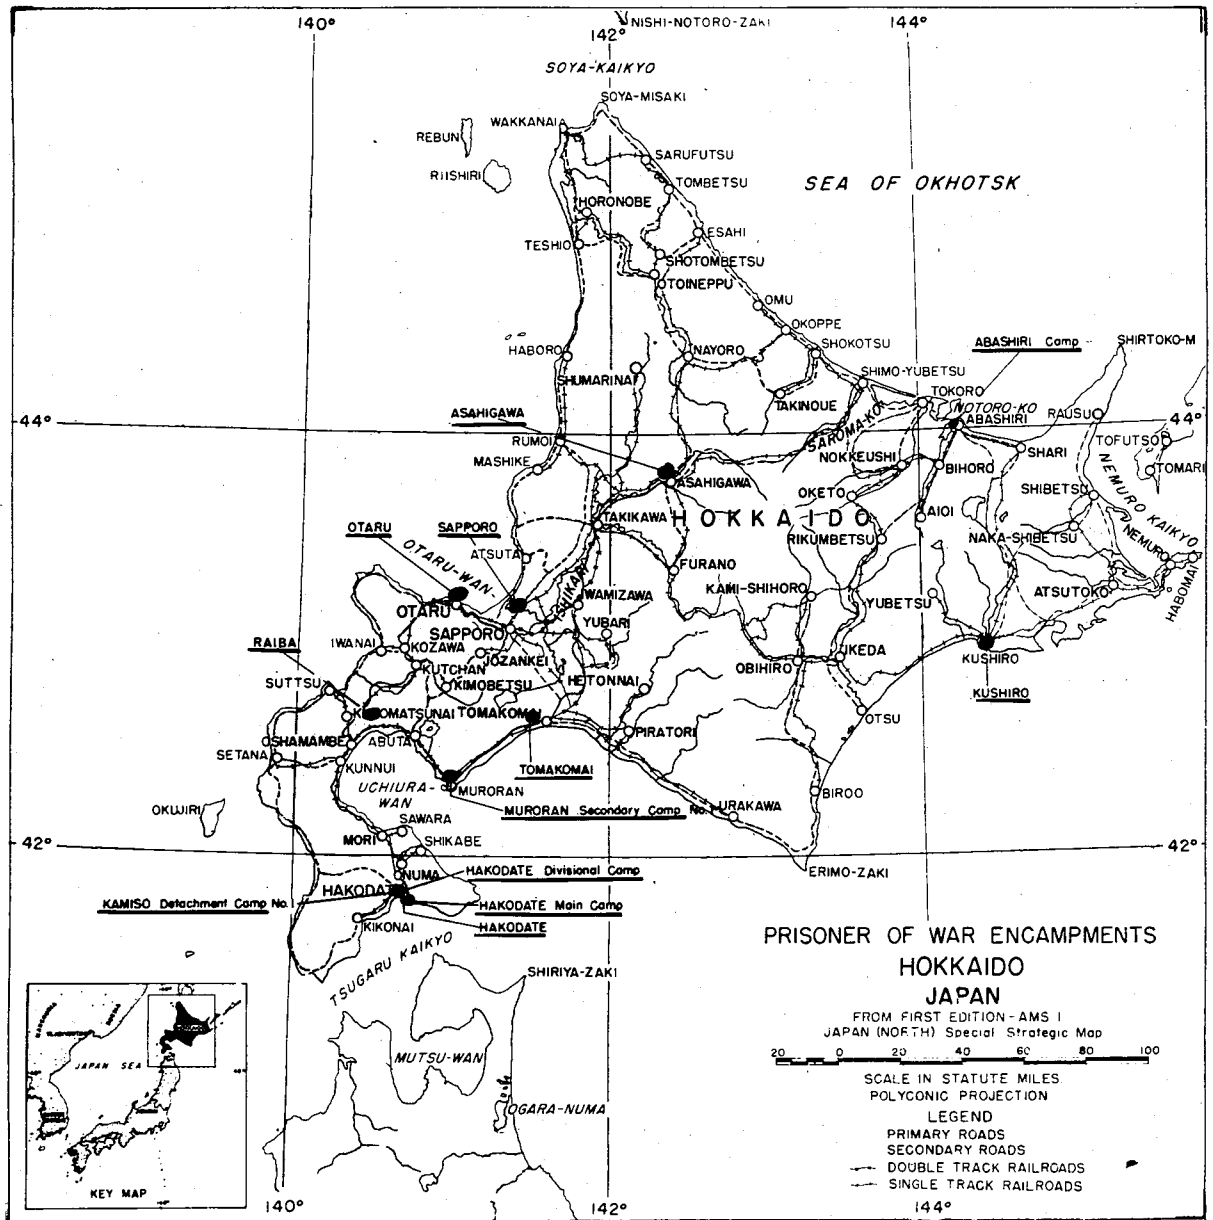 140°
NISHI-NOTORO-ZAKI
142°
144°
SOYA-KAIKYO
SOYA-MISAKI
WAKKANAI
REBUN
RIISHIRI
SARUFUTSU
TOMBETSU
SEA OF OKHOTSK
HORONOBE
TESHIO
ESAHI
SHOTOMBETSU
OTOINEPPU
OMU
OKOPPE
HABORO
NAYORO
SHOKOTSU
ABASHIRI Camp
SHIRTOKO-M
SHUMARINAI
SHIMO-YUBETSU
TAKINOUE
TOKORO
NOTORO-KO
ABASHIRI
RAUSU
44°
44°
ASAHIGAWA
RUMOI
SAROMA-KO
NOKKEUSHI
BIHORO
SHARI
TOFUTSO
TOMARI
MASHIKE
ASAHIGAWA
OKETO
SHIBETSU
NEMURO KAIKYO
TAKIKAWA
HOKKAIDO
AIOI
OTARU
SAPPORO
RIKUMBETSU
NAKA-SHIBETSU
NEMURO
ATSUTA
OTARU-WAN
FURANO
KAMI-SHIHORO
ATSUTOKO
HABOMAI
ISHIKARI
WAMIZAWA
YUBETSU
OTARU
SAPPORO
YUBARI
RAIBA
IWANAI
KOZAWA
JOZANKEI
KUTCHAN
OBIHIRO
IKEDA
KUSHIRO
SUTTSU
KIMOBETSU
HETONNAI
KUSHIRO
KUROMATSUNAI
TOMAKOMAI
OTSU
OSHAMAMBE
ABUTA
PIRATORI
SETANA
KUNNUI
TOMAKOMAI
UCHIURA-
WAN
MURORAN
BIROO
OKUJIRI
MURORAN Secondary Camp No.
URAKAWA
SAWARA
MORI
SHIKABE
42°
42°
NUMA
HAKODATE Divisional Camp
ERIMO-ZAKI
HAKODATE
KAMISO Detachment Camp No.
HAKODATE Main Camp
KIKONAI
HAKODATE
TSUGARU KAIKYO
SHIRIYA-ZAKI
PRISONER OF WAR ENCAMPMENTS
HOKKAIDO
JAPAN
FROM FIRST EDITION-AMS 1
JAPAN (NORTH) Special Strategic Map
20 0 20 40 60 80 100
SCALE IN STATUTE MILES
POLYCONIC PROJECTION
LEGEND
PRIMARY ROADS
SECONDARY ROADS
DOUBLE TRACK RAILROADS
SINGLE TRACK RAILROADS
MUTSU-WAN
OGARA-NUMA
JAPAN SEA
KEY MAP
140°
142°
144°